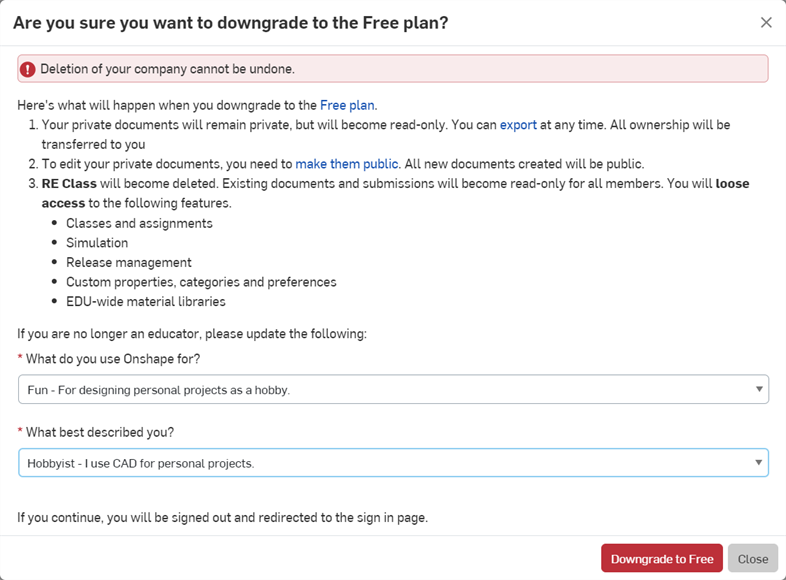 Are you sure you want to downgrade to the Free plan?
Deletion of your company cannot be undone.
Here's what will happen when you downgrade to the Free plan.
1. Your private documents will remain private, but will become read-only. You can export at any time. All ownership will be
transferred to you
2. To edit your private documents, you need to make them public. All new documents created will be public.
3. RE Class will become deleted. Existing documents and submissions will become read-only for all members. You will loose
access to the following features.
• Classes and assignments
• Simulation
• Release management
• Custom properties, categories and preferences
• EDU-wide material libraries
If you are no longer an educator, please update the following:
* What do you use Onshape for?
Fun - For designing personal projects as a hobby.
* What best described you?
Hobbyist - I use CAD for personal projects.
If you continue, you will be signed out and redirected to the sign in page.
Downgrade to Free
Close